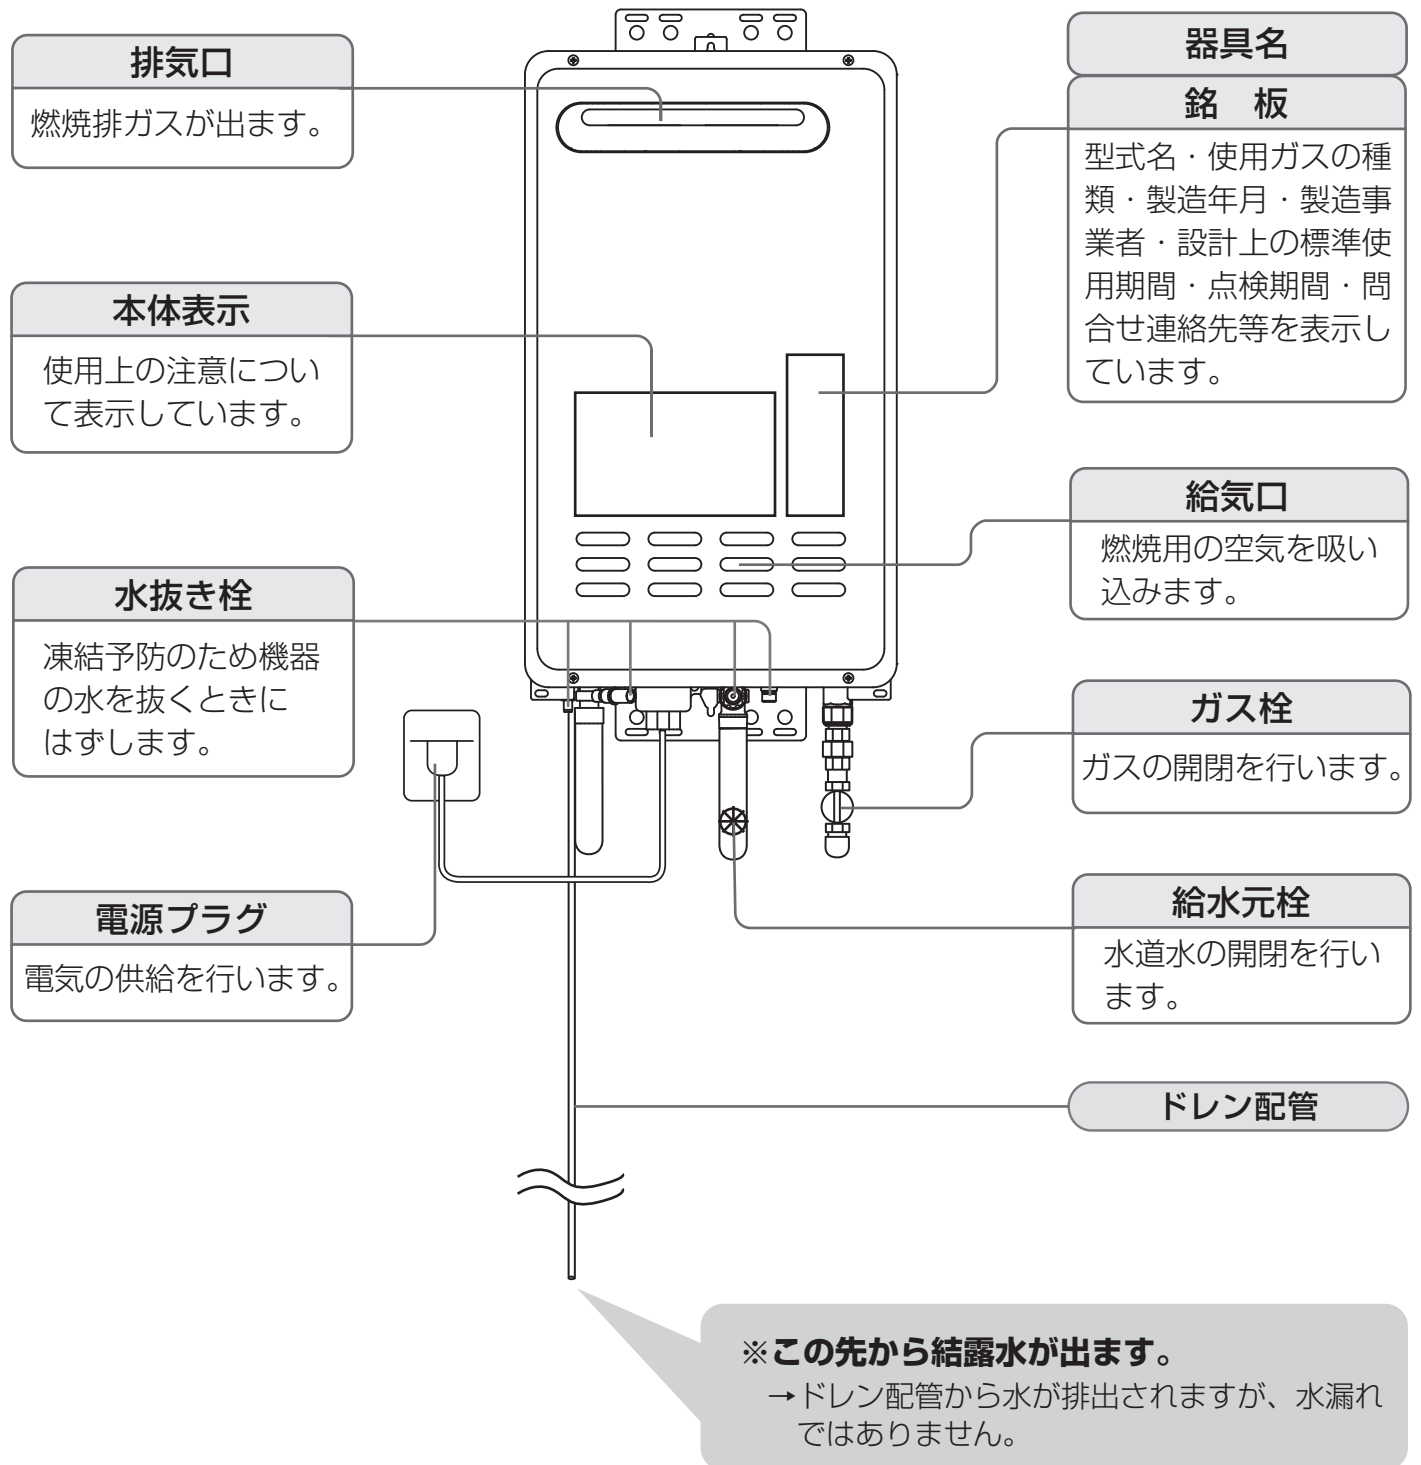 排気口
燃焼排ガスが出ます。
本体表示
使用上の注意につい
て表示しています。
水抜き栓
凍結予防のため機器
の水を抜くときに
はずします。
電源プラグ
電気の供給を行います。
器具名
銘　板
型式名・使用ガスの種
類・製造年月・製造事
業者・設計上の標準使
用期間・点検期間・問
合せ連絡先等を表示し
ています。
給気口
燃焼用の空気を吸い
込みます。
ガス栓
ガスの開閉を行います。
給水元栓
水道水の開閉を行い
ます。
ドレン配管
※この先から結露水が出ます。
→ドレン配管から水が排出されますが、水漏れ
ではありません。